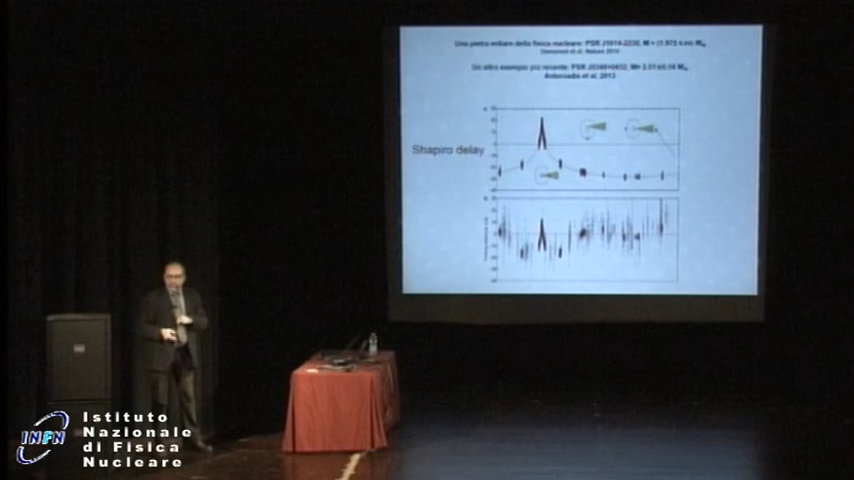 Una pietra miliare della fisica nucleare: PSR J1614-2230, M = (1.97± 0.04) M
Demorest et al, Nature 2010
Un altro esempio più recente: PSR J0348+0432, M= 2.01±0.04 M
Antoniadis et al. 2013
Shapiro delay
INFN
Istituto
Nazionale
di Fisica
Nucleare